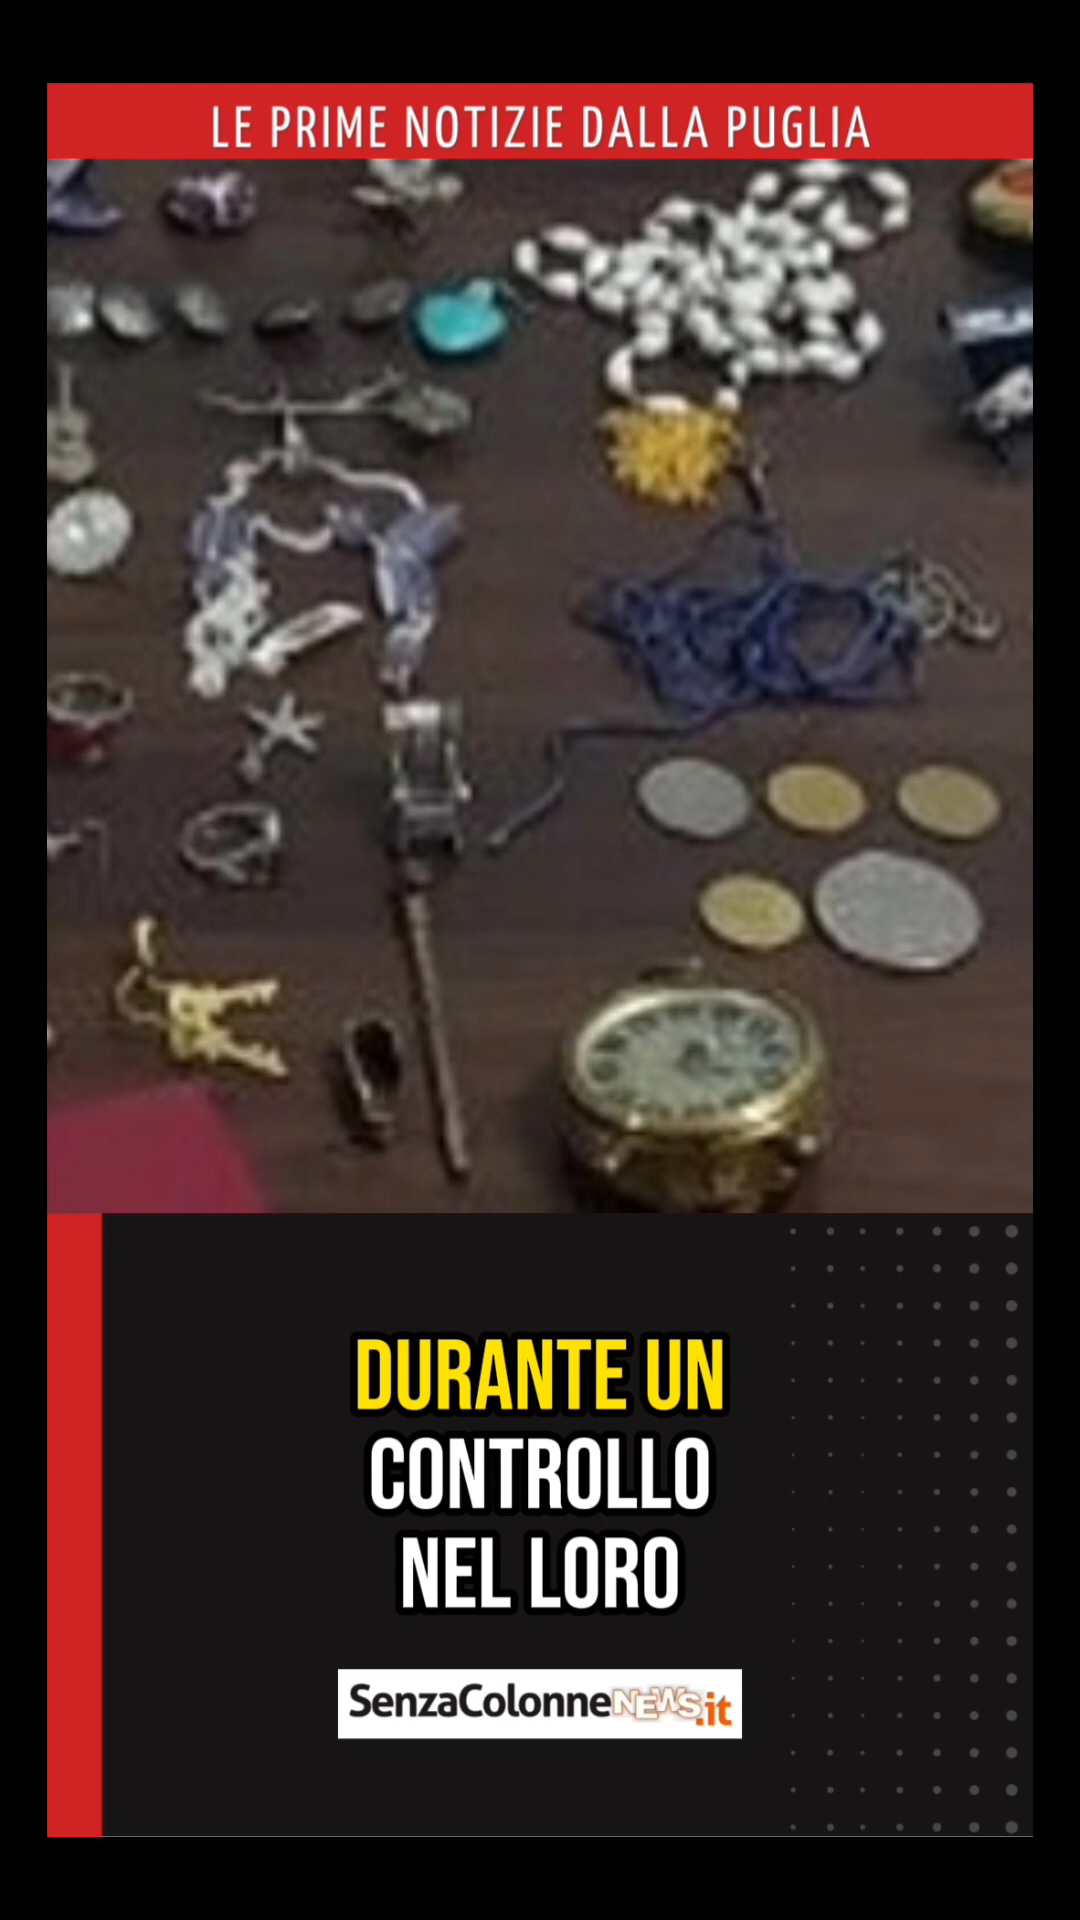 LE PRIME NOTIZIE DALLA PUGLIA
DURANTE UN
CONTROLLO
NEL LORO
SenzaColonneNEWS.it